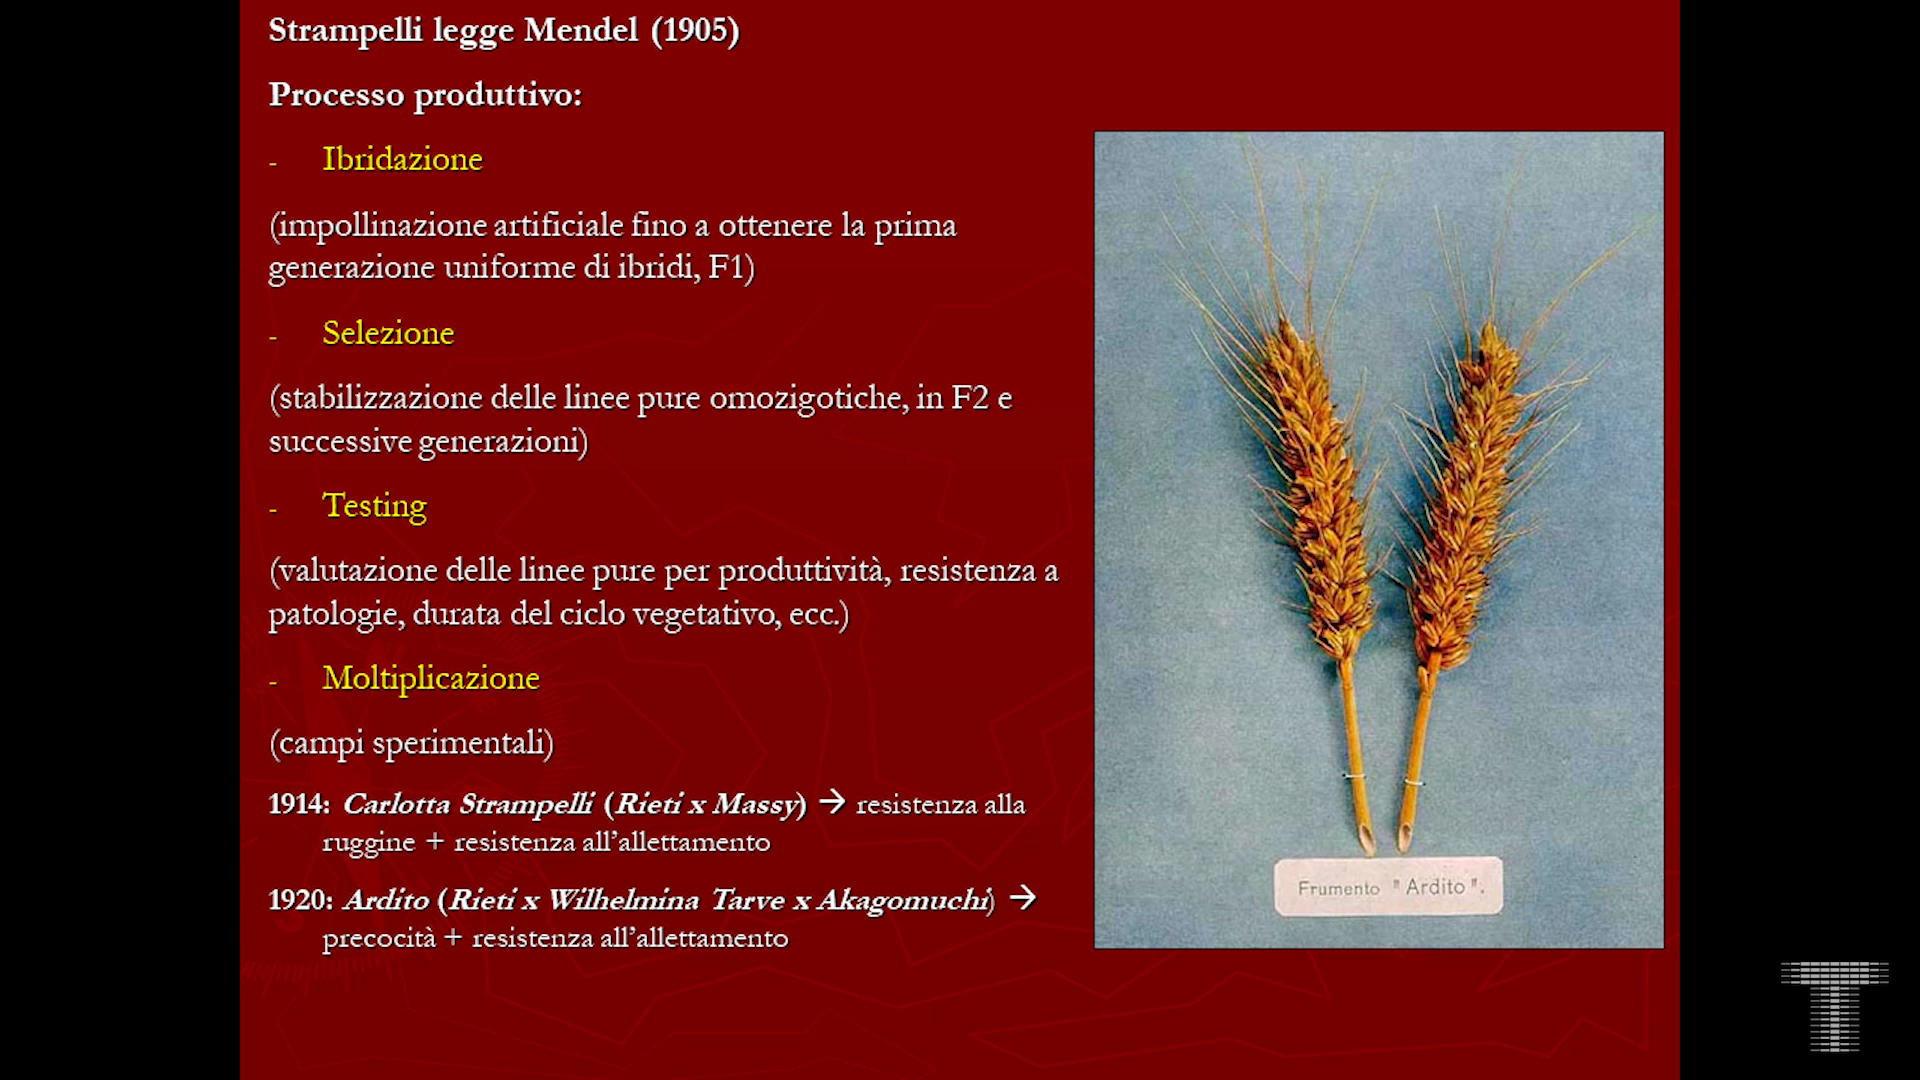 Strampelli legge Mendel (1905)
Processo produttivo:
- Ibridazione
(impollinazione artificiale fino a ottenere la prima
generazione uniforme di ibridi, F1)
- Selezione
(stabilizzazione delle linee pure omozigotiche, in F2 e
successive generazioni)
- Testing
(valutazione delle linee pure per produttività, resistenza a
patologie, durata del ciclo vegetativo, ecc.)
- Moltiplicazione
(campi sperimentali)
1914: Carlotta Strampelli (Rieti x Massy) → resistenza alla
ruggine + resistenza all'allettamento
1920: Ardito (Rieti x Wilhelmina Tarve x Akagomuchi) →
precocità + resistenza all'allettamento
Frumento "Ardito".
T